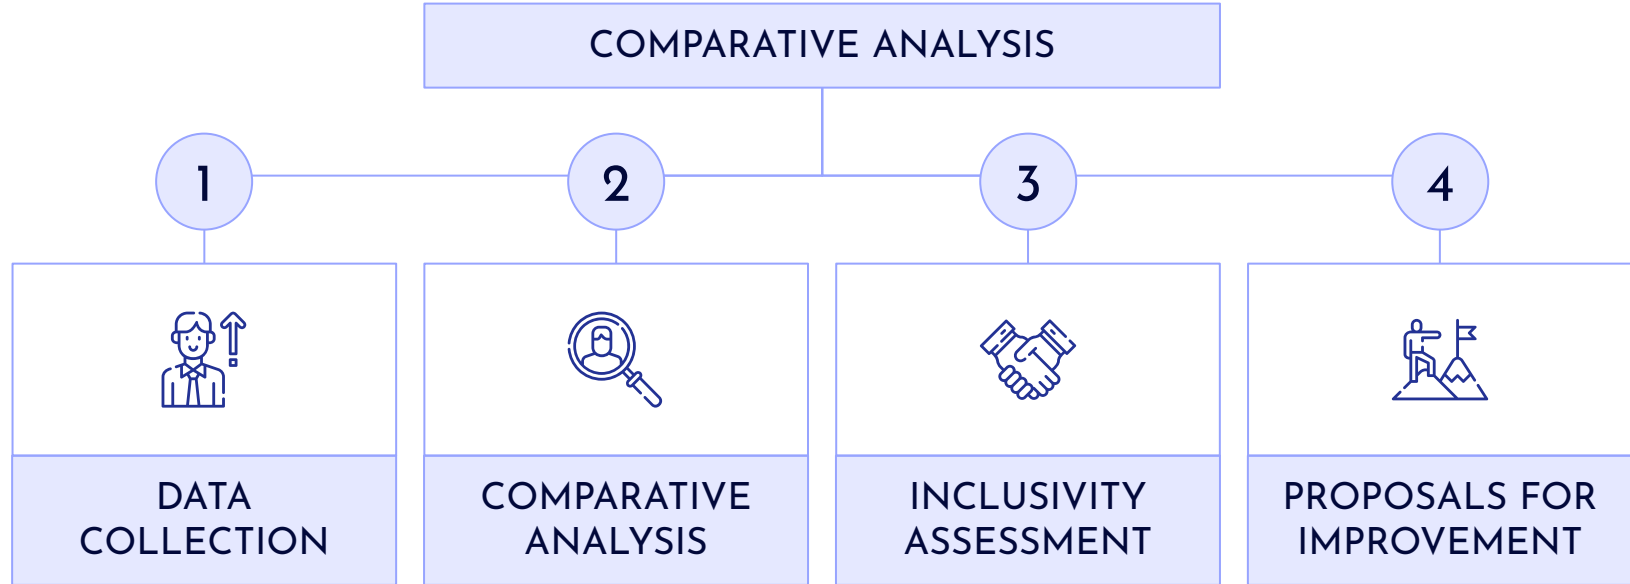 COMPARATIVE ANALYSIS
1
2
3
4
DATA
COLLECTION
COMPARATIVE
ANALYSIS
INCLUSIVITY
ASSESSMENT
PROPOSALS FOR
IMPROVEMENT